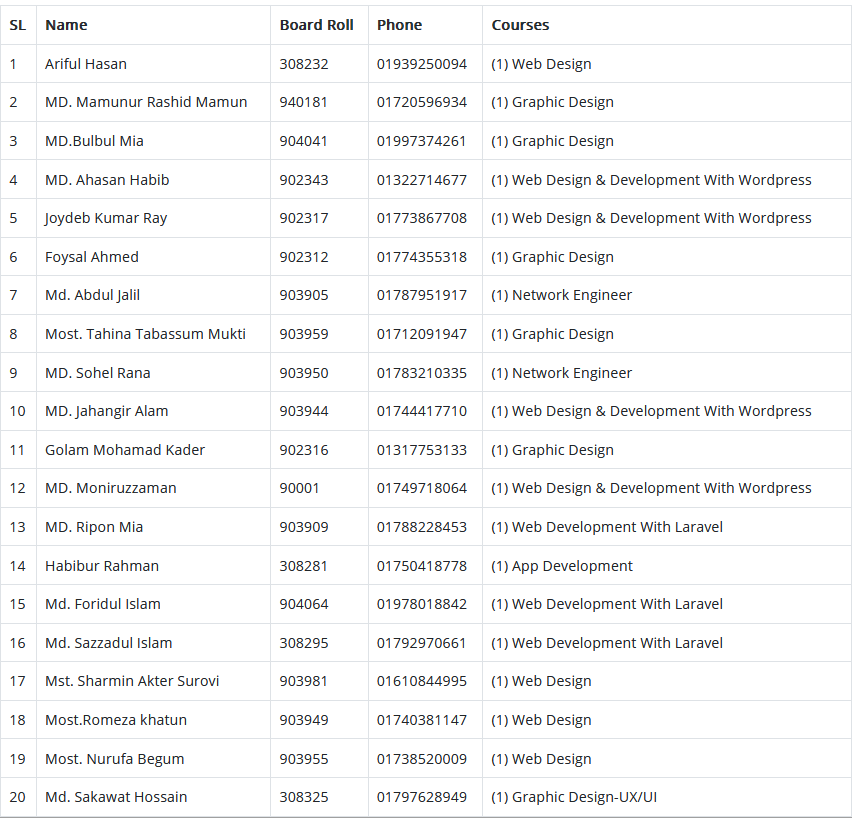 SL Name Board Roll Phone Courses
1 Ariful Hasan 308232 01939250094 (1) Web Design
2 MD. Mamunur Rashid Mamun 940181 01720596934 (1) Graphic Design
3 MD.Bulbul Mia 904041 01997374261 (1) Graphic Design
4 MD. Ahasan Habib 902343 01322714677 (1) Web Design & Development With Wordpress
5 Joydeb Kumar Ray 902317 01773867708 (1) Web Design & Development With Wordpress
6 Foysal Ahmed 902312 01774355318 (1) Graphic Design
7 Md. Abdul Jalil 903905 01787951917 (1) Network Engineer
8 Most. Tahina Tabassum Mukti 903959 01712091947 (1) Graphic Design
9 MD. Sohel Rana 903950 01783210335 (1) Network Engineer
10 MD. Jahangir Alam 903944 01744417710 (1) Web Design & Development With Wordpress
11 Golam Mohamad Kader 902316 01317753133 (1) Graphic Design
12 MD. Moniruzzaman 90001 01749718064 (1) Web Design & Development With Wordpress
13 MD. Ripon Mia 903909 01788228453 (1) Web Development With Laravel
14 Habibur Rahman 308281 01750418778 (1) App Development
15 Md. Foridul Islam 904064 01978018842 (1) Web Development With Laravel
16 Md. Sazzadul Islam 308295 01792970661 (1) Web Development With Laravel
17 Mst. Sharmin Akter Surovi 903981 01610844995 (1) Web Design
18 Most.Romeza khatun 903949 01740381147 (1) Web Design
19 Most. Nurufa Begum 903955 01738520009 (1) Web Design
20 Md. Sakawat Hossain 308325 01797628949 (1) Graphic Design-UX/UI